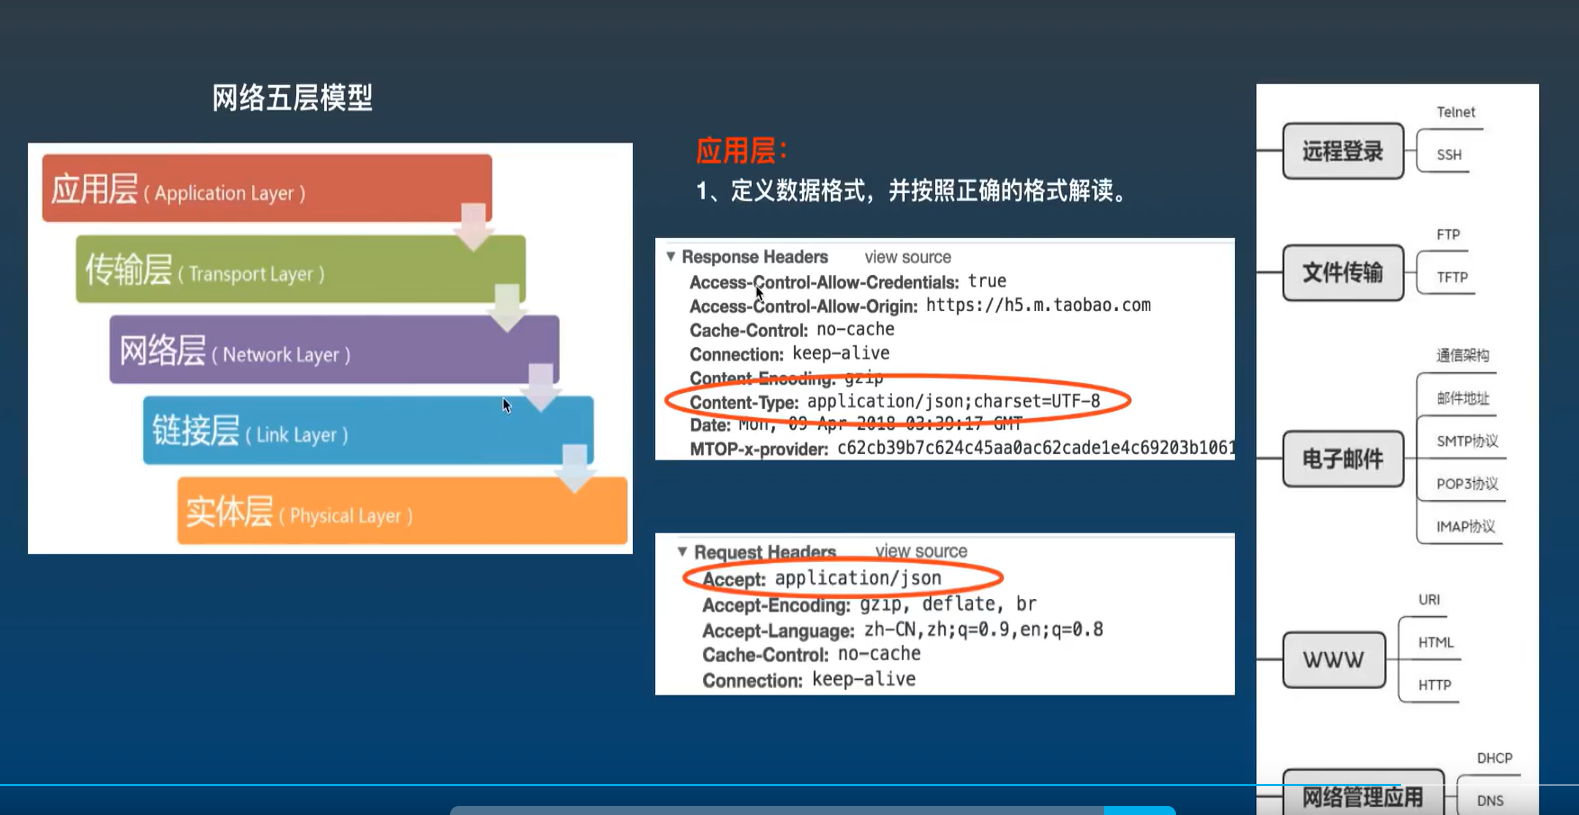 网络五层模型
应用层 ( Application Layer )
传输层 ( Transport Layer )
网络层 ( Network Layer )
链接层 ( Link Layer )
实体层 ( Physical Layer )
应用层：
1、定义数据格式，并按照正确的格式解读。
Response Headers view source
Access-Control-Allow-Credentials: true
Access-Control-Allow-Origin: https://h5.m.taobao.com
Cache-Control: no-cache
Connection: keep-alive
Content-Encoding: gzip
Content-Type: application/json;charset=UTF-8
Date: Mon, 09 Apr 2018 03:39:17 GMT
MTOP-x-provider: c62cb39b7c624c45aa0ac62cade1e4c69203b1061
Request Headers view source
Accept: application/json
Accept-Encoding: gzip, deflate, br
Accept-Language: zh-CN,zh;q=0.9,en;q=0.8
Cache-Control: no-cache
Connection: keep-alive
远程登录
Telnet
SSH
文件传输
FTP
TFTP
电子邮件
通信架构
邮件地址
SMTP协议
POP3协议
IMAP协议
WWW
URI
HTML
HTTP
网络管理应用
DHCP
DNS